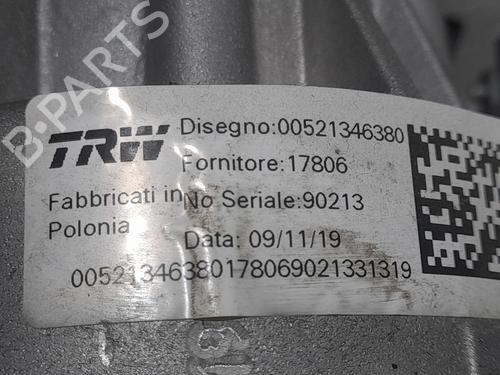 B-PARTS
TRW
Disegno:00521346380
Fornitore:17806
Fabbricati in
Polonia
No Seriale:90213
Data: 09/11/19
00521346380178069021331319